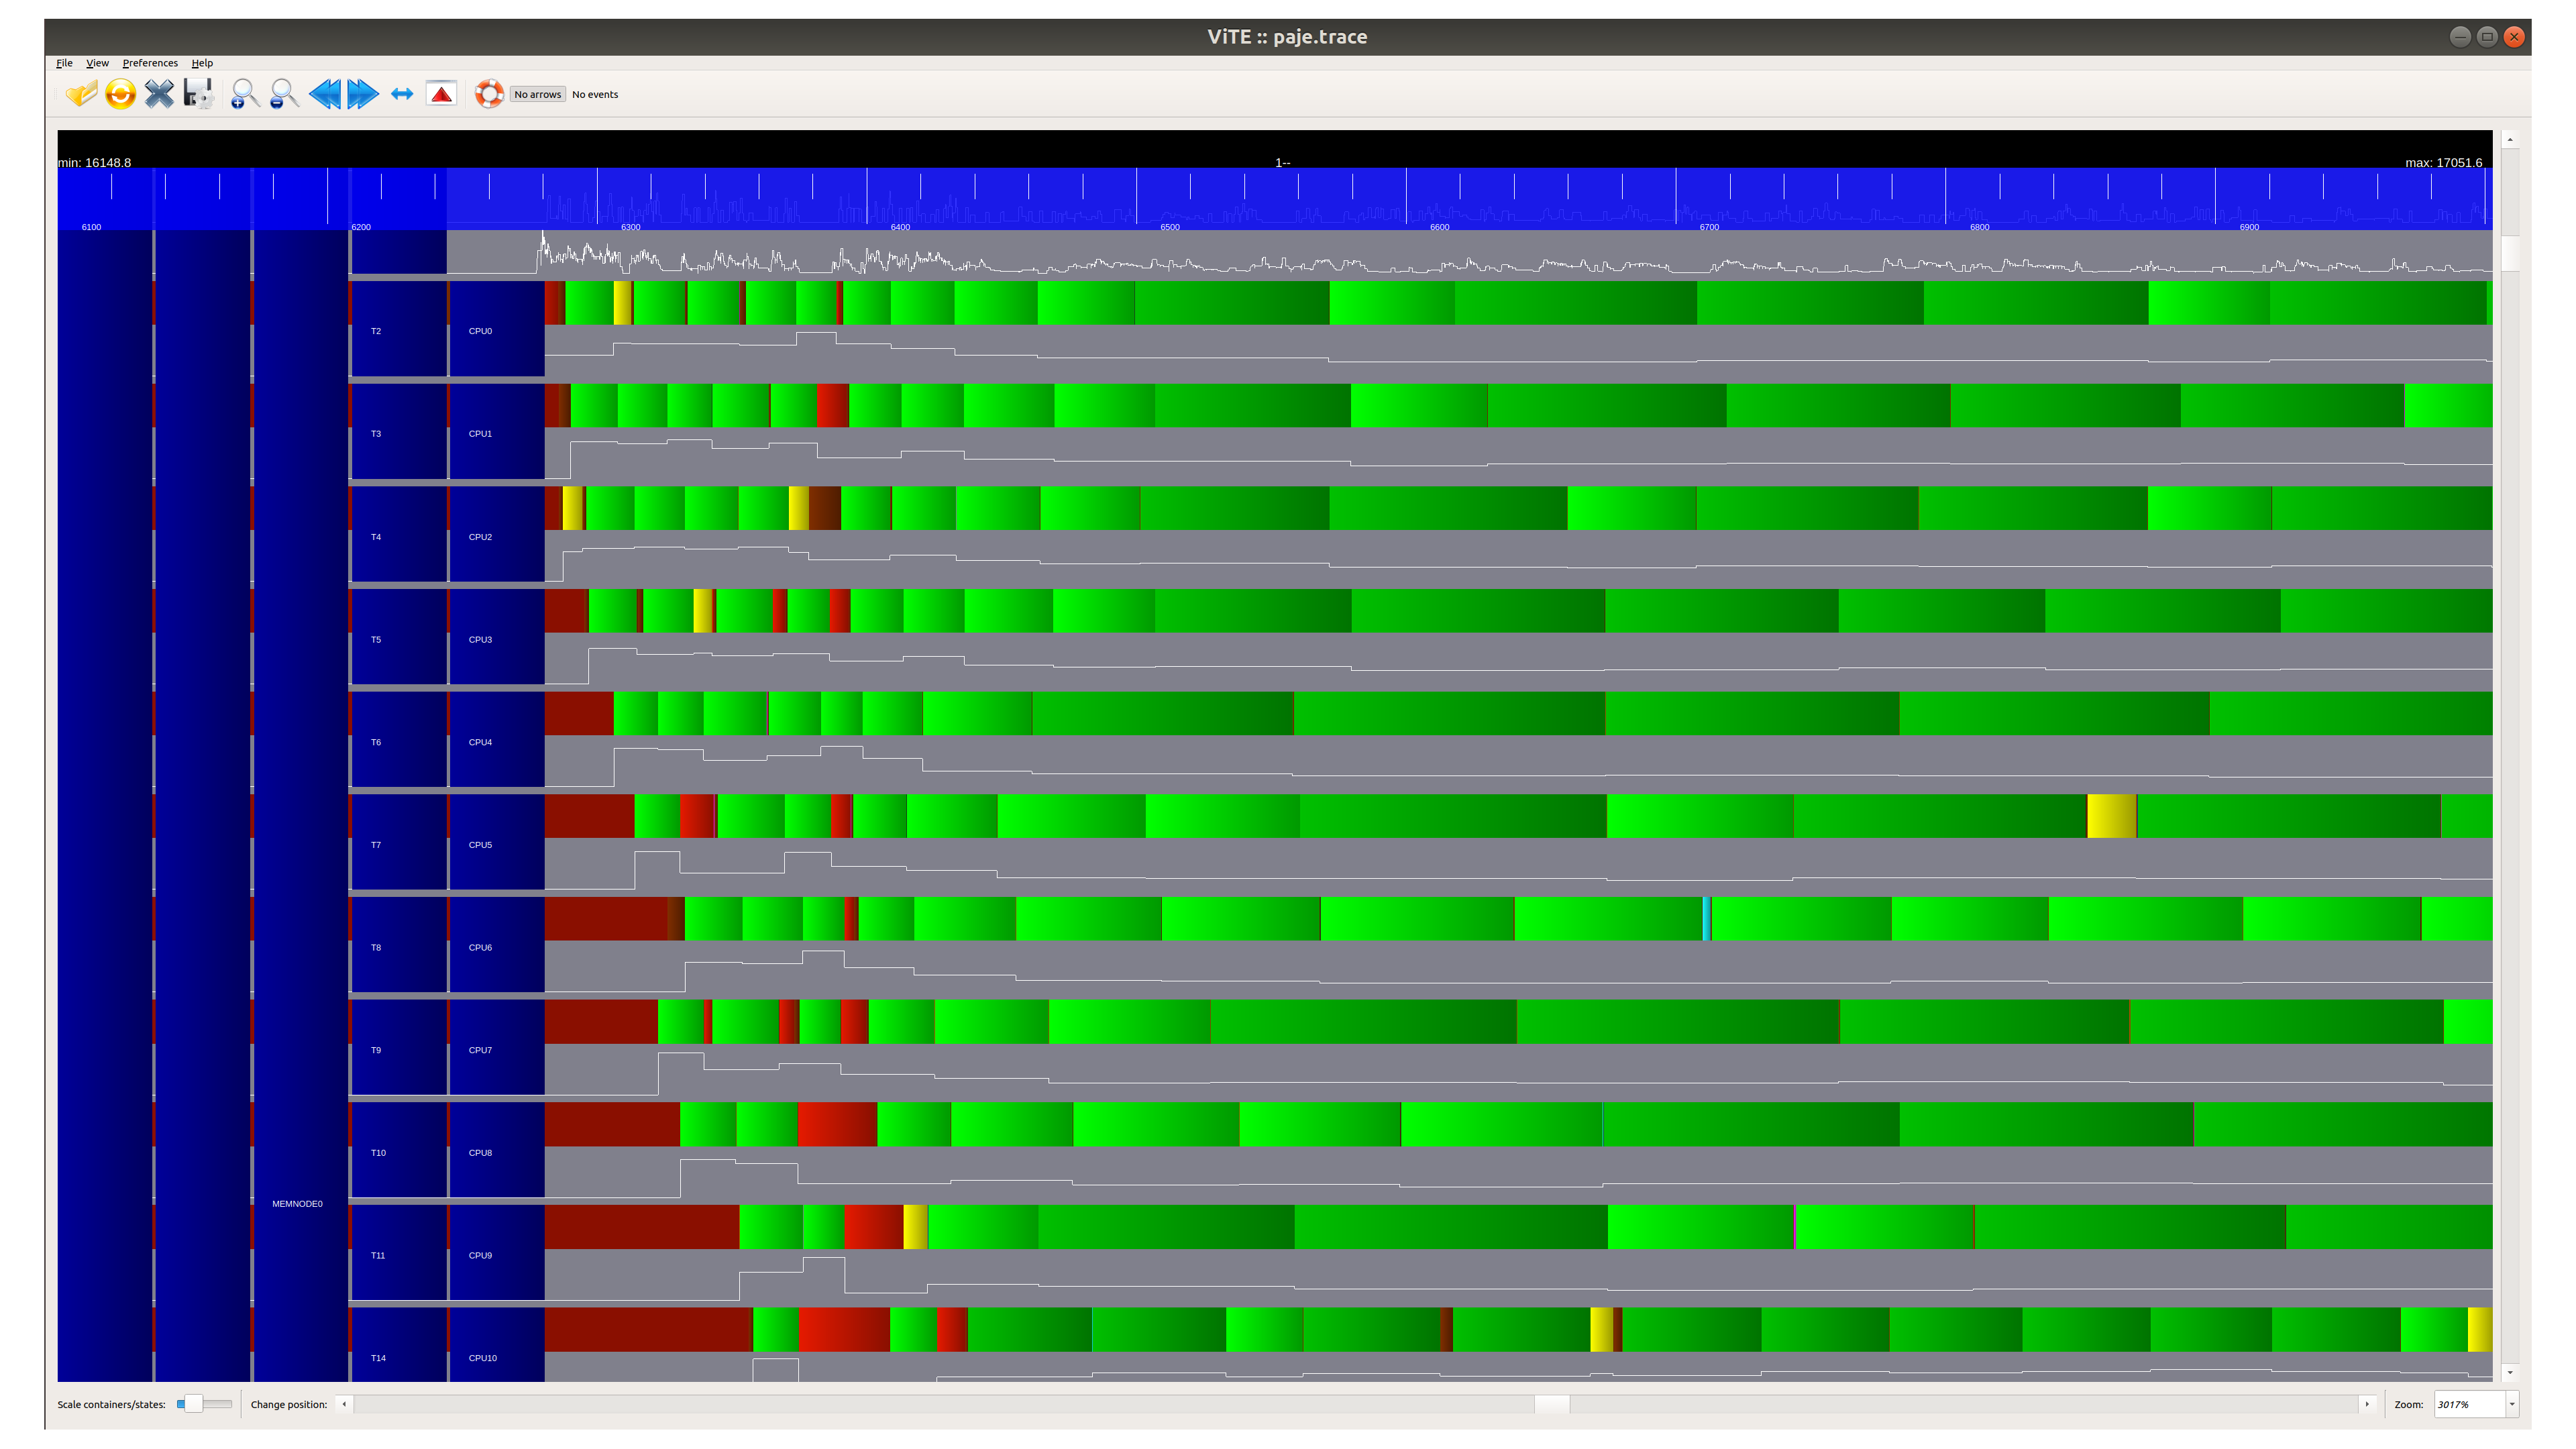 ViTE :: paje.trace
File View Preferences Help
No arrows No events
min: 16148.8 1-- max: 17051.6
6100 6200 6300 6400 6500 6600 6700 6800 6900
T2 CPU0
T3 CPU1
T4 CPU2
T5 CPU3
T6 CPU4
T7 CPU5
T8 CPU6
T9 CPU7
T10 CPU8
MEMNODE0
T11 CPU9
T14 CPU10
Scale containers/states: Change position: Zoom: 3017%